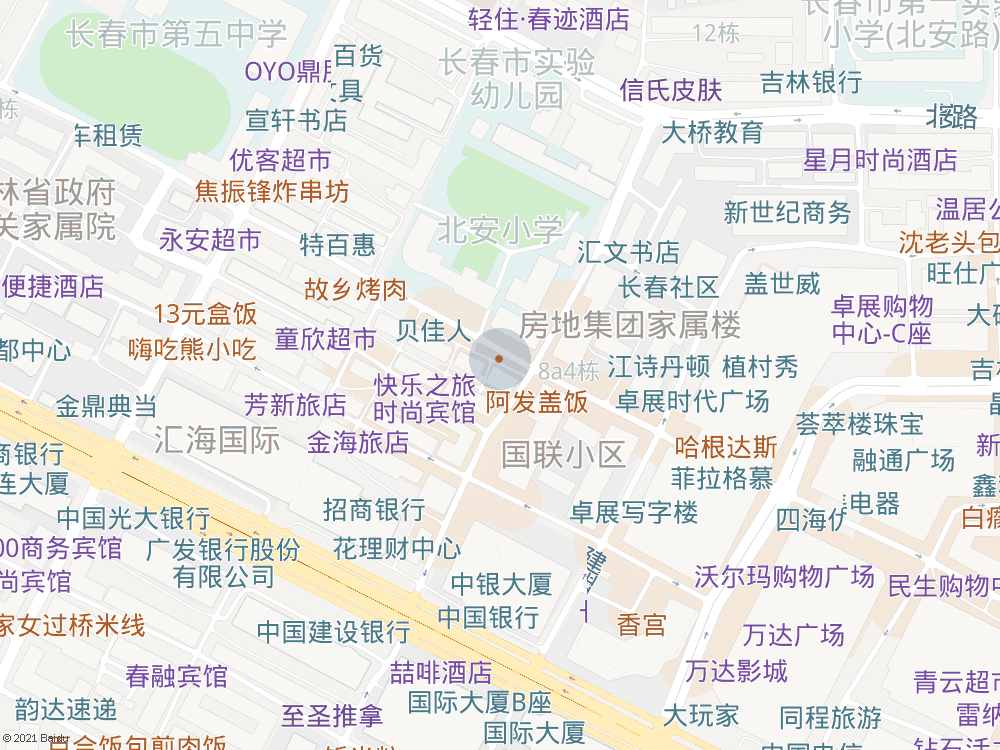 轻住·春迹酒店
长春市第五中学
12栋
小学(北安路)
百货
长春市实验
幼儿园
OYO鼎
吉林银行
信氏皮肤
宣轩书店
车租赁
大桥教育
优客超市
星月时尚酒店
林省政府
关家属院
焦振锋炸串坊
新世纪商务
温居公
北安小学
永安超市
特百惠
沈老头包
汇文书店
旺仕广
便捷酒店
故乡烤肉
长春社区
盖世威
卓展购物
中心-C座
13元盒饭
房地集团家属楼
童欣超市
贝佳人
都中心
嗨吃熊小吃
8a4栋
江诗丹顿
植村秀
吉林
快乐之旅
时尚宾馆
阿发盖饭
卓展时代广场
金鼎典当
芳新旅店
荟萃楼珠宝
汇海国际
金海旅店
国联小区
哈根达斯
商银行
融通广场
连大厦
菲拉格慕
招商银行
电器
中国光大银行
卓展写字楼
四海
00商务宾馆
广发银行股份
有限公司
花理财中心
尚宾馆
中银大厦
沃尔玛购物广场
民生购物中
中国银行
家女过桥米线
中国建设银行
香宫
万达广场
喆啡酒店
万达影城
春融宾馆
青云超市
国际大厦B座
韵达速递
至圣推拿
大玩家
同程旅游
雷纳
国际大厦
© 2021 Baidu